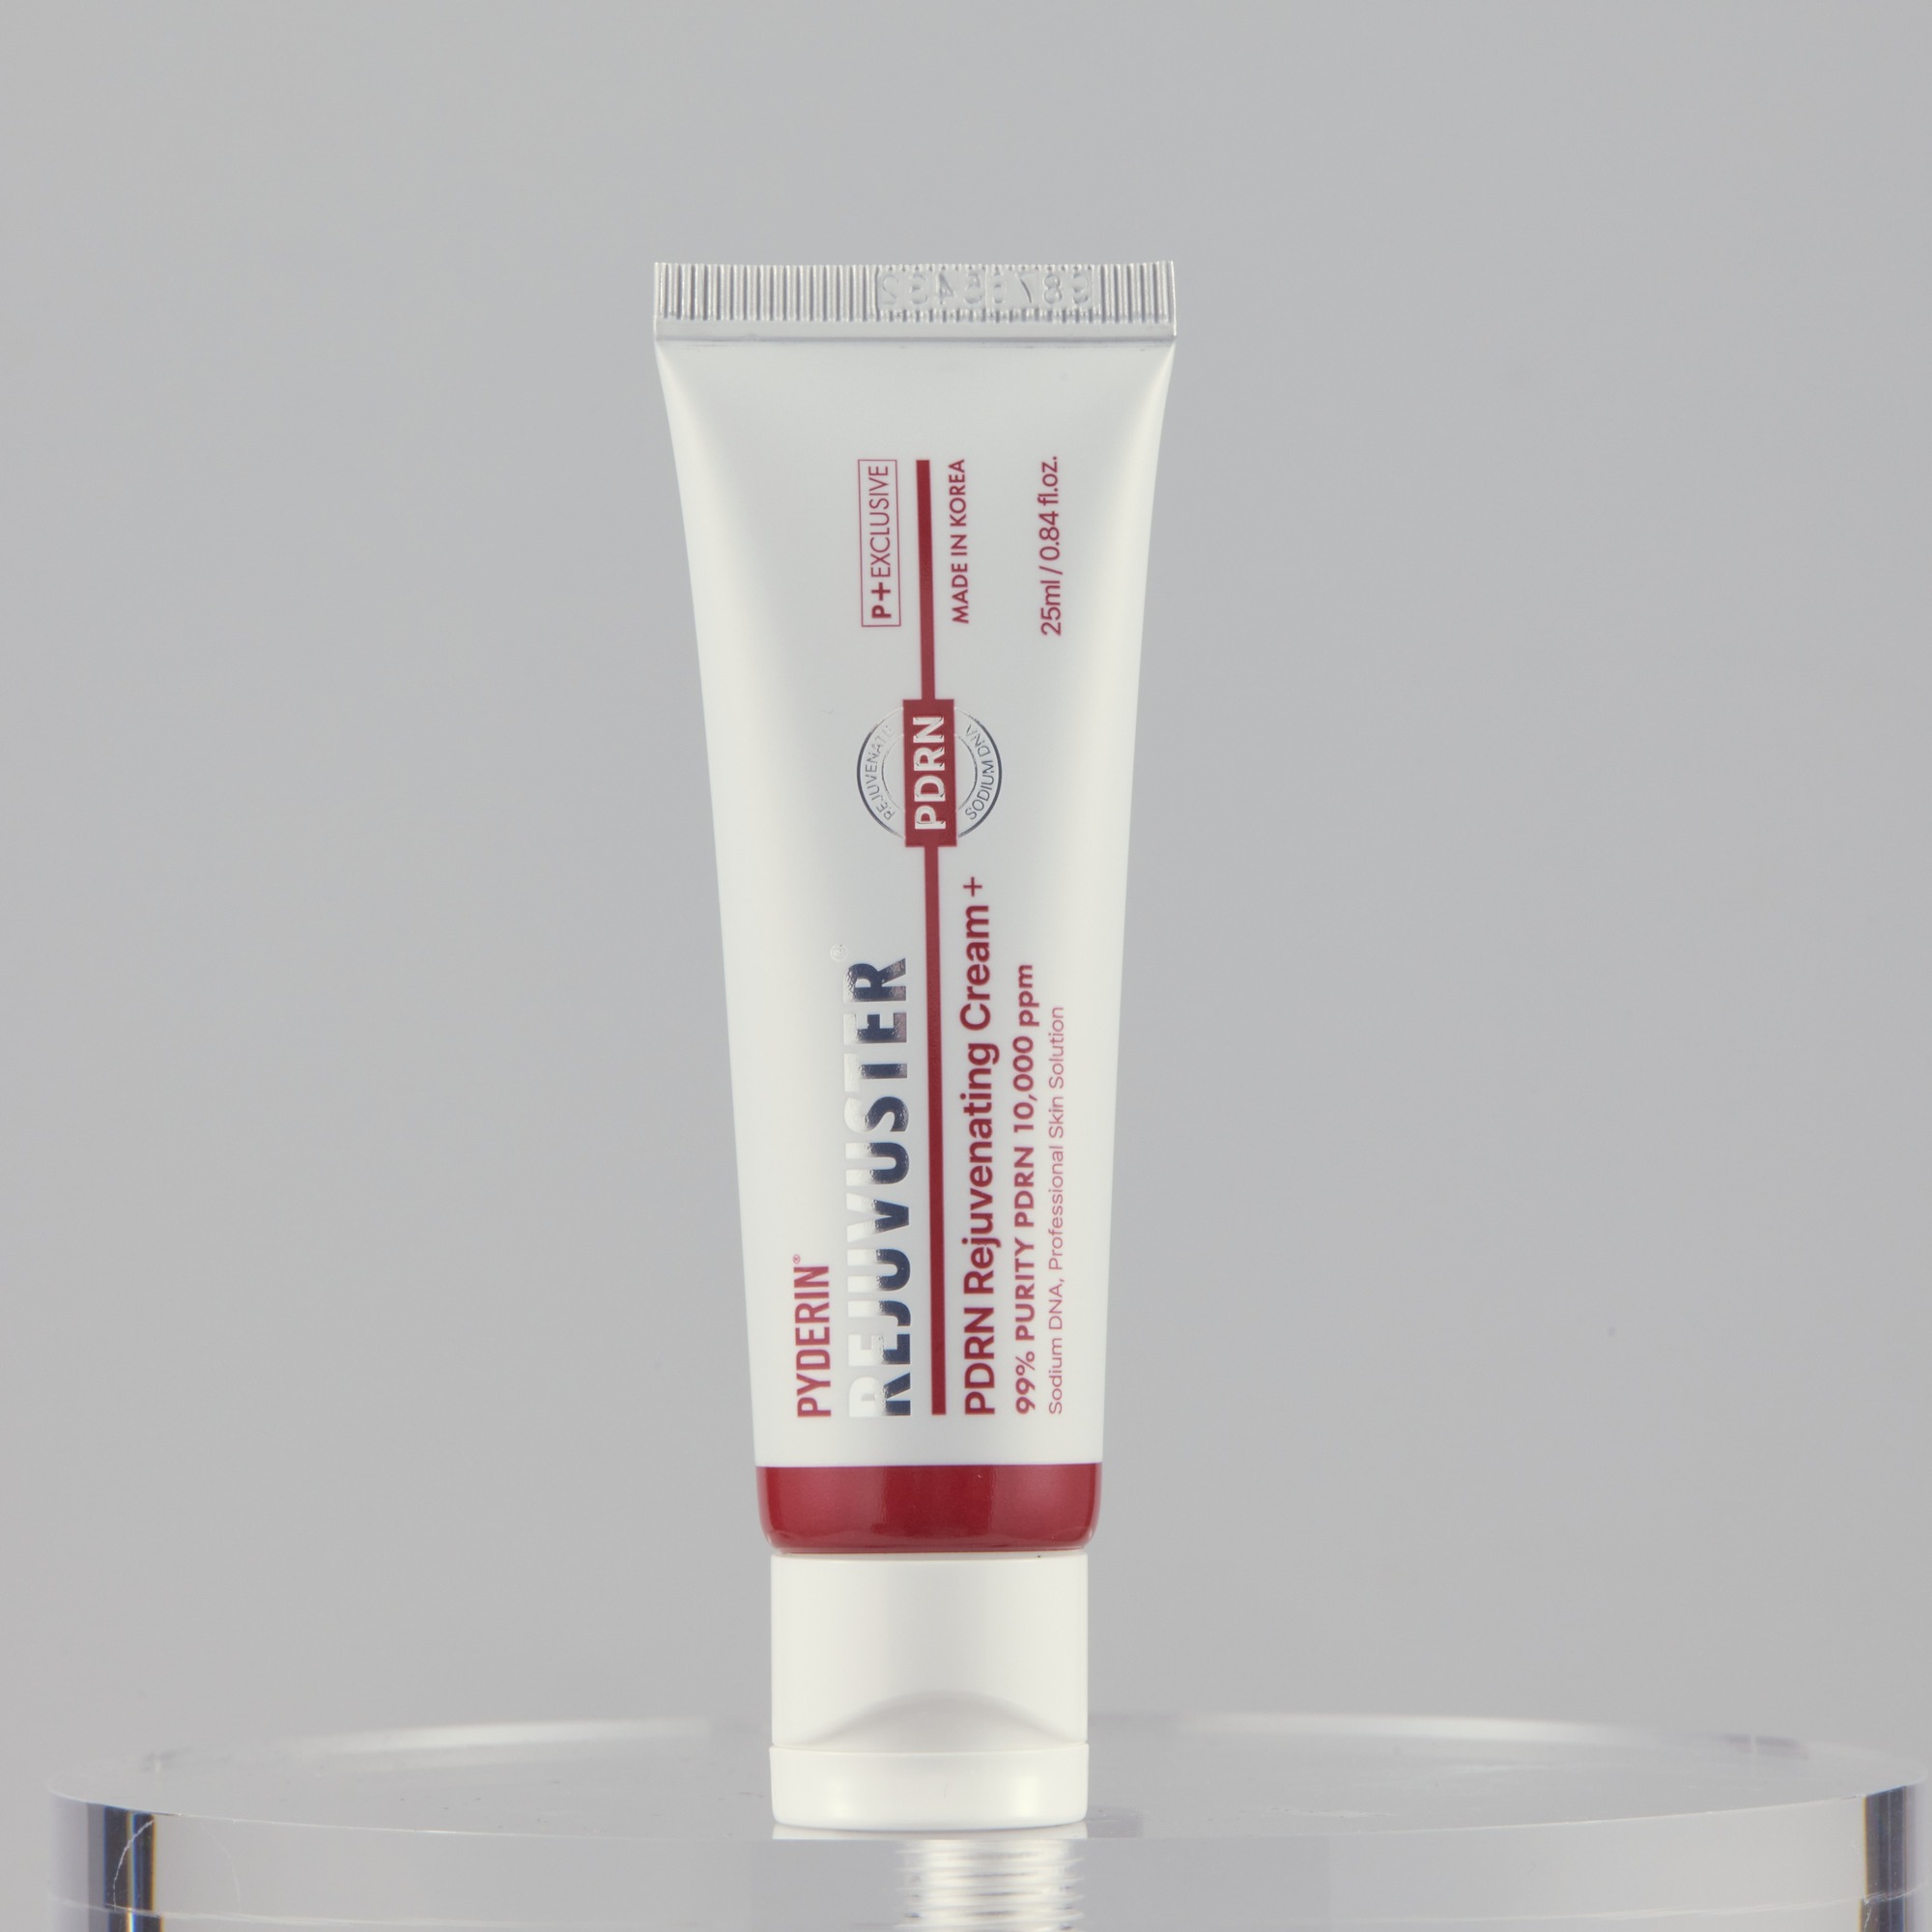 PYDERIN®
REJUVUSTER®
P+EXCLUSIVE
REJUVENATE
PDRN
SODIUM DNA
MADE IN KOREA
PDRN Rejuvenating Cream+
99% PURITY PDRN 10,000 ppm
Sodium DNA, Professional Skin Solution
25ml / 0.84 fl.oz.